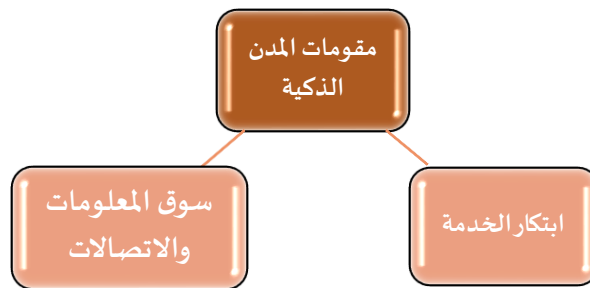 مقومات المدن
الذكية
ابتكار الخدمة
سوق المعلومات
والاتصالات